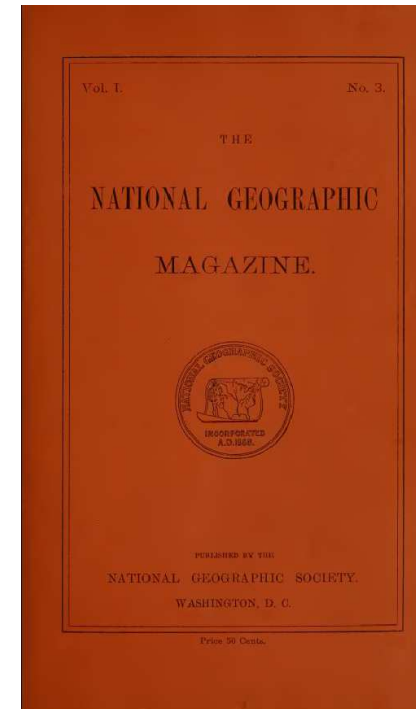 Vol. I. No. 3.
THE
NATIONAL GEOGRAPHIC
MAGAZINE.
NATIONAL GEOGRAPHIC SOCIETY
INCORPORATED
A.D.1888.
PUBLISHED BY THE
NATIONAL GEOGRAPHIC SOCIETY.
WASHINGTON, D. C.
Price 50 Cents.